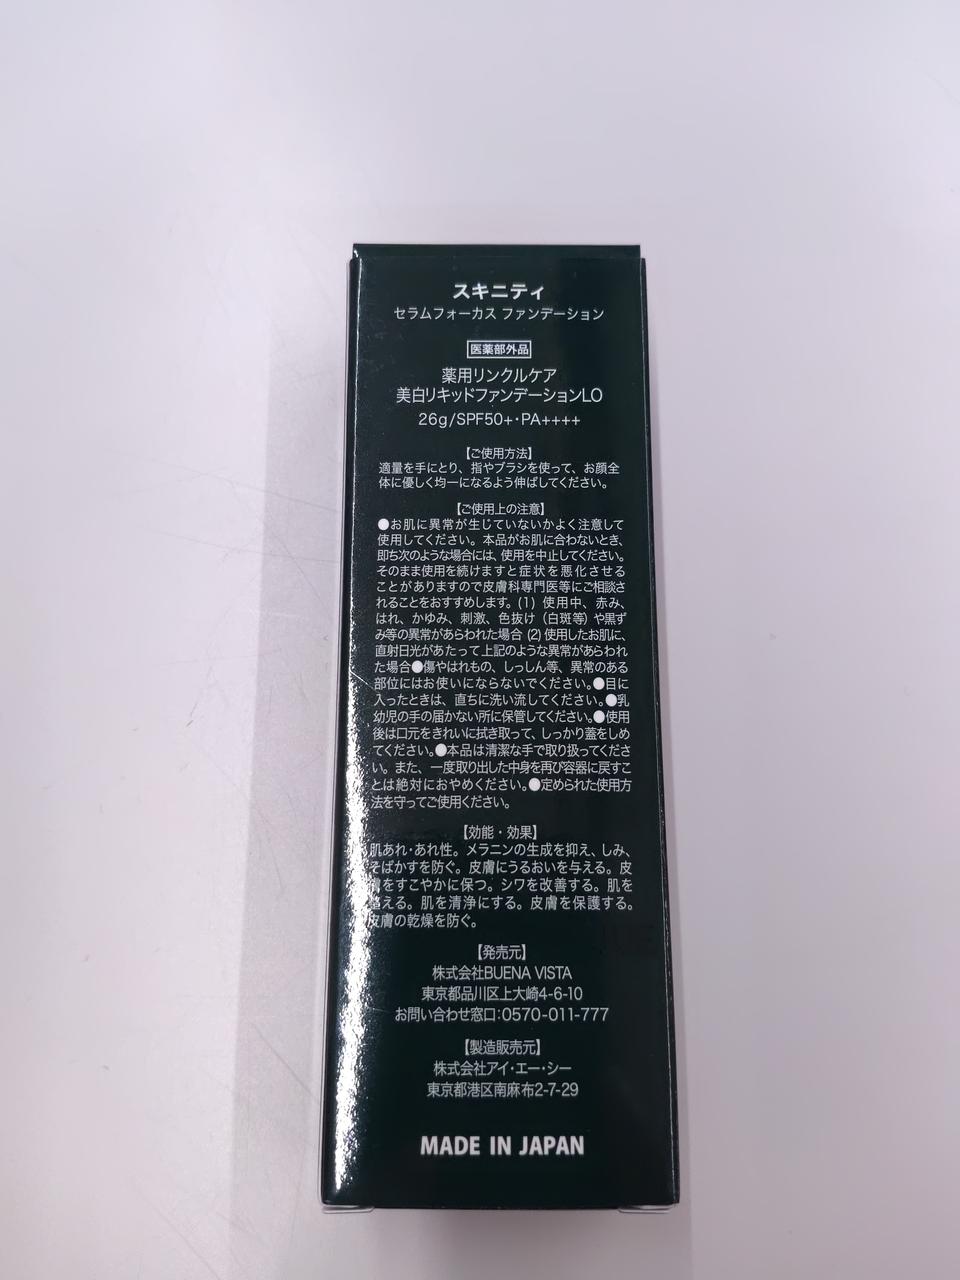 スキニティ
セラムフォーカス ファンデーション
医薬部外品
薬用リンクルケア
美白リキッドファンデーションLO
26g/SPF50+・PA++++
【ご使用方法】
適量を手にとり、指やブラシを使って、お顔全
体に優しく均一になるよう伸ばしてください。
【ご使用上の注意】
●お肌に異常が生じていないかよく注意して
使用してください。本品がお肌に合わないとき、
即ち次のような場合には、使用を中止してください。
そのまま使用を続けますと症状を悪化させる
ことがありますので皮膚科専門医等にご相談さ
れることをおすすめします。(1) 使用中、赤み、
はれ、かゆみ、刺激、色抜け（白斑等）や黒ず
み等の異常があらわれた場合 (2) 使用したお肌に、
直射日光があたって上記のような異常があらわれ
た場合●傷やはれもの、しっしん等、異常のある
部位にはお使いにならないでください。●目に
入ったときは、直ちに洗い流してください。●乳
幼児の手の届かない所に保管してください。●使用
後は口元をきれいに拭き取って、しっかり蓋をしめ
てください。●本品は清潔な手で取り扱ってくださ
い。また、一度取り出した中身を再び容器に戻すこ
とは絶対におやめください。●定められた使用方
法を守ってご使用ください。
【効能・効果】
肌あれ・あれ性。メラニンの生成を抑え、しみ、
そばかすを防ぐ。皮膚にうるおいを与える。皮
膚をすこやかに保つ。シワを改善する。肌を
整える。肌を清浄にする。皮膚を保護する。
皮膚の乾燥を防ぐ。
【発売元】
株式会社BUENA VISTA
東京都品川区上大崎4-6-10
お問い合わせ窓口:0570-011-777
【製造販売元】
株式会社アイ・エー・シー
東京都港区南麻布2-7-29
MADE IN JAPAN